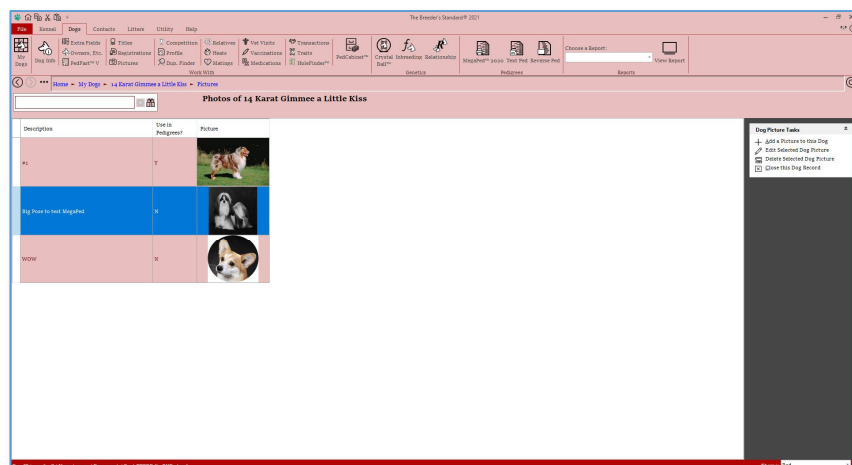 The Breeder's Standard® 2021
File Kennel Dogs Contacts Litters Utility Help
My Dogs
Dog Info
Extra Fields
Owners, Etc.
PedFast™ V
Titles
Registrations
Pictures
Competition
Profile
Dup. Finder
Relatives
Heats
Matings
Vet Visits
Vaccinations
Medications
Transactions
Traits
HoleFinder™
PediCabinet™
Crystal Ball™
Inbreeding
Relationship
MegaPed™ 2020
Text Ped
Reverse Ped
Choose a Report:
View Report
Work With
Genetics
Pedigrees
Reports
Home ► My Dogs ► 14 Karat Gimmee a Little Kiss ► Pictures
Photos of 14 Karat Gimmee a Little Kiss
Description
Use in Pedigrees?
Picture
#1 Y
Big Pose to test MegaPed N
WOW N
Dog Picture Tasks
Add a Picture to this Dog
Edit Selected Dog Picture
Delete Selected Dog Picture
Close this Dog Record